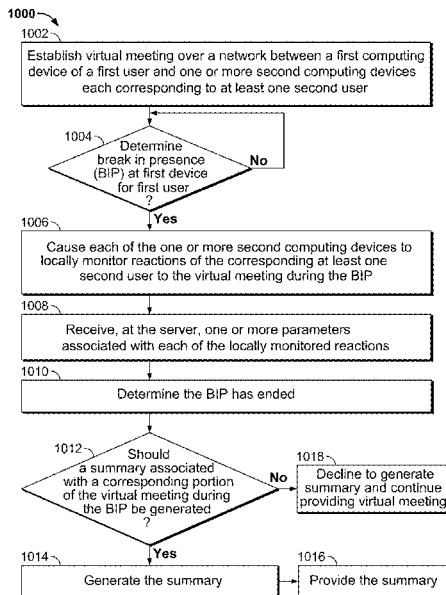 1000
1002
Establish virtual meeting over a network between a first computing
device of a first user and one or more second computing devices
each corresponding to at least one second user
1004
Determine
break in presence
(BIP) at first device
for first user
?
No
Yes
1006
Cause each of the one or more second computing devices to
locally monitor reactions of the corresponding at least one
second user to the virtual meeting during the BIP
1008
Receive, at the server, one or more parameters
associated with each of the locally monitored reactions
1010
Determine the BIP has ended
1012
Should
a summary associated
with a corresponding portion
of the virtual meeting during
the BIP be generated
?
No
1018
Decline to generate
summary and continue
providing virtual meeting
Yes
1014
Generate the summary
1016
Provide the summary